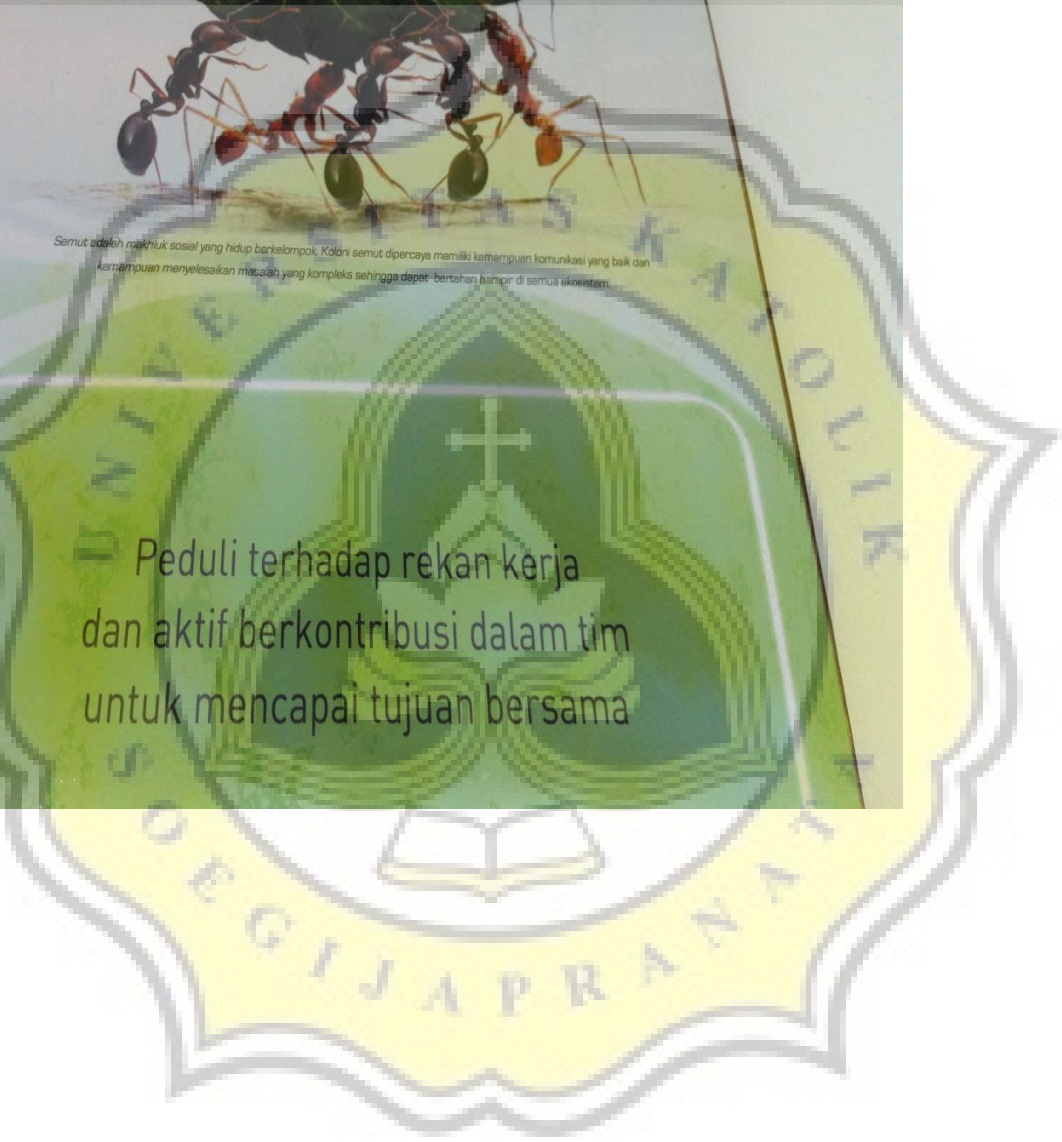 Semut adalah makhluk sosial yang hidup berkelompok. Koloni semut dipercaya memiliki kemampuan komunikasi yang baik dan
kemampuan menyelesaikan masalah yang kompleks sehingga dapat bertahan hampir di semua ekosistem.
Peduli terhadap rekan kerja
dan aktif berkontribusi dalam tim
untuk mencapai tujuan bersama
UNIVERSITAS KATOLIK
SOEGIJAPRANATA